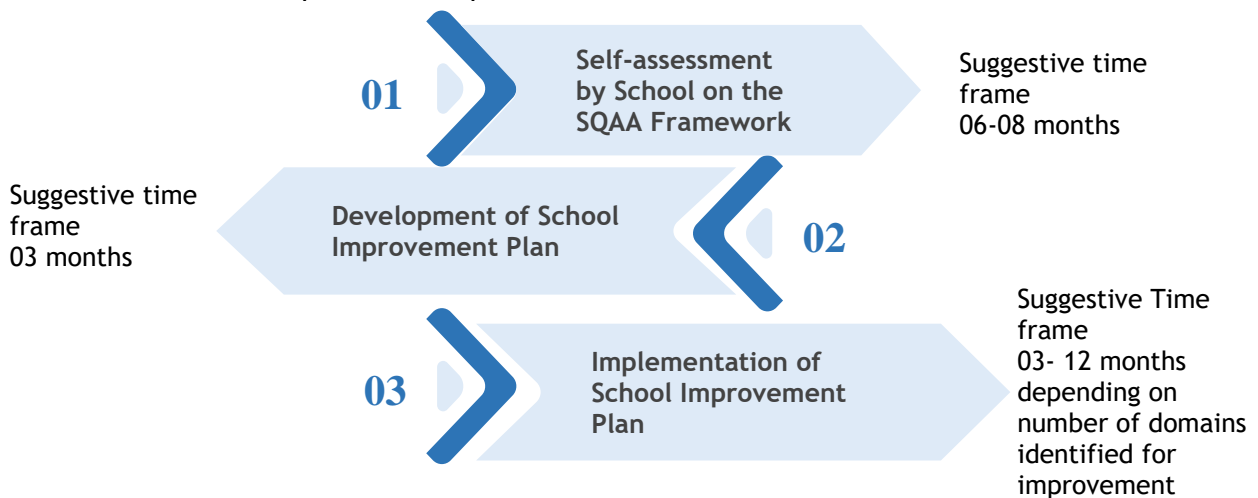 01
Self-assessment
by School on the
SQAA Framework
Suggestive time
frame
06-08 months
Suggestive time
frame
03 months
Development of School
Improvement Plan
02
03
Implementation of
School Improvement
Plan
Suggestive Time
frame
03- 12 months
depending on
number of domains
identified for
improvement